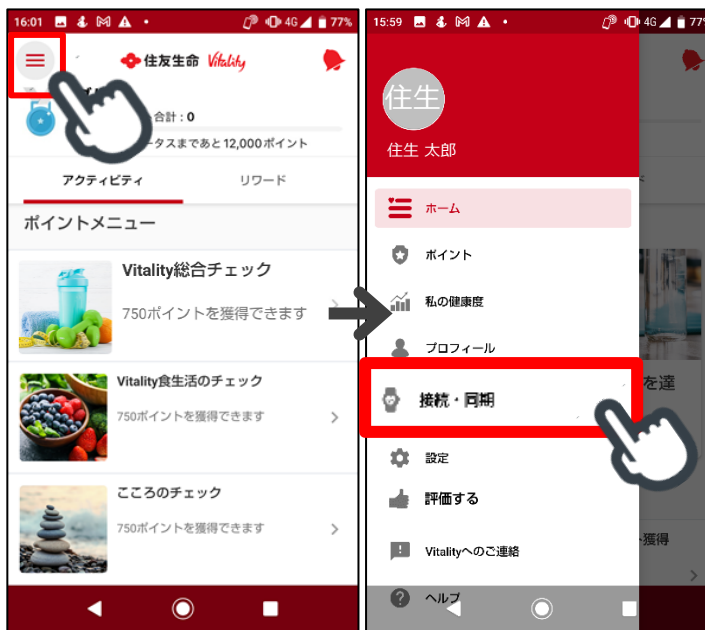 16:01
4G
77%
住友生命 Vitality
合計：0
タスまであと12,000ポイント
アクティビティ
リワード
ポイントメニュー
Vitality総合チェック
750ポイントを獲得できます
Vitality食生活のチェック
750ポイントを獲得できます
こころのチェック
750ポイントを獲得できます
15:59
4G
77%
住生
住生 太郎
ホーム
ポイント
私の健康度
プロフィール
接続・同期
設定
評価する
Vitalityへのご連絡
ヘルプ
を達
獲得